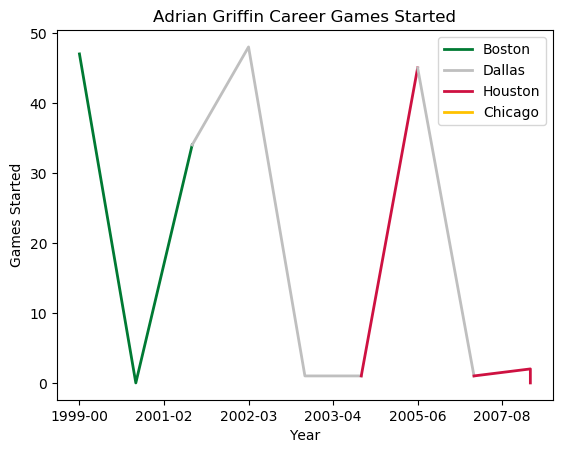 Adrian Griffin Career Games Started
50
40
30
20
10
0
Games Started
Boston
Dallas
Houston
Chicago
1999-00 2001-02 2002-03 2003-04 2005-06 2007-08
Year